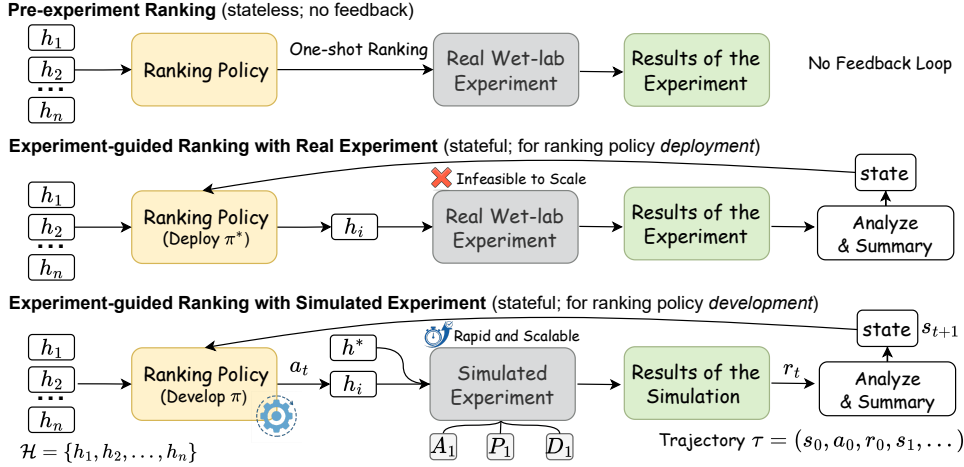 Pre-experiment Ranking (stateless; no feedback)
h₁
h₂
...
hₙ
Ranking Policy
One-shot Ranking
Real Wet-lab
Experiment
Results of the
Experiment
No Feedback Loop
Experiment-guided Ranking with Real Experiment (stateful; for ranking policy deployment)
h₁
h₂
...
hₙ
Ranking Policy
(Deploy π*)
hᵢ
Infeasible to Scale
Real Wet-lab
Experiment
Results of the
Experiment
state
Analyze
& Summary
Experiment-guided Ranking with Simulated Experiment (stateful; for ranking policy development)
h₁
h₂
...
hₙ
ℋ = {h₁, h₂, . . . , hₙ}
Ranking Policy
(Develop π)
aₜ
h*
hᵢ
Rapid and Scalable
Simulated
Experiment
A₁
P₁
D₁
Results of the
Simulation
rₜ
state
sₜ₊₁
Analyze
& Summary
Trajectory τ = (s₀, a₀, r₀, s₁, . . . )